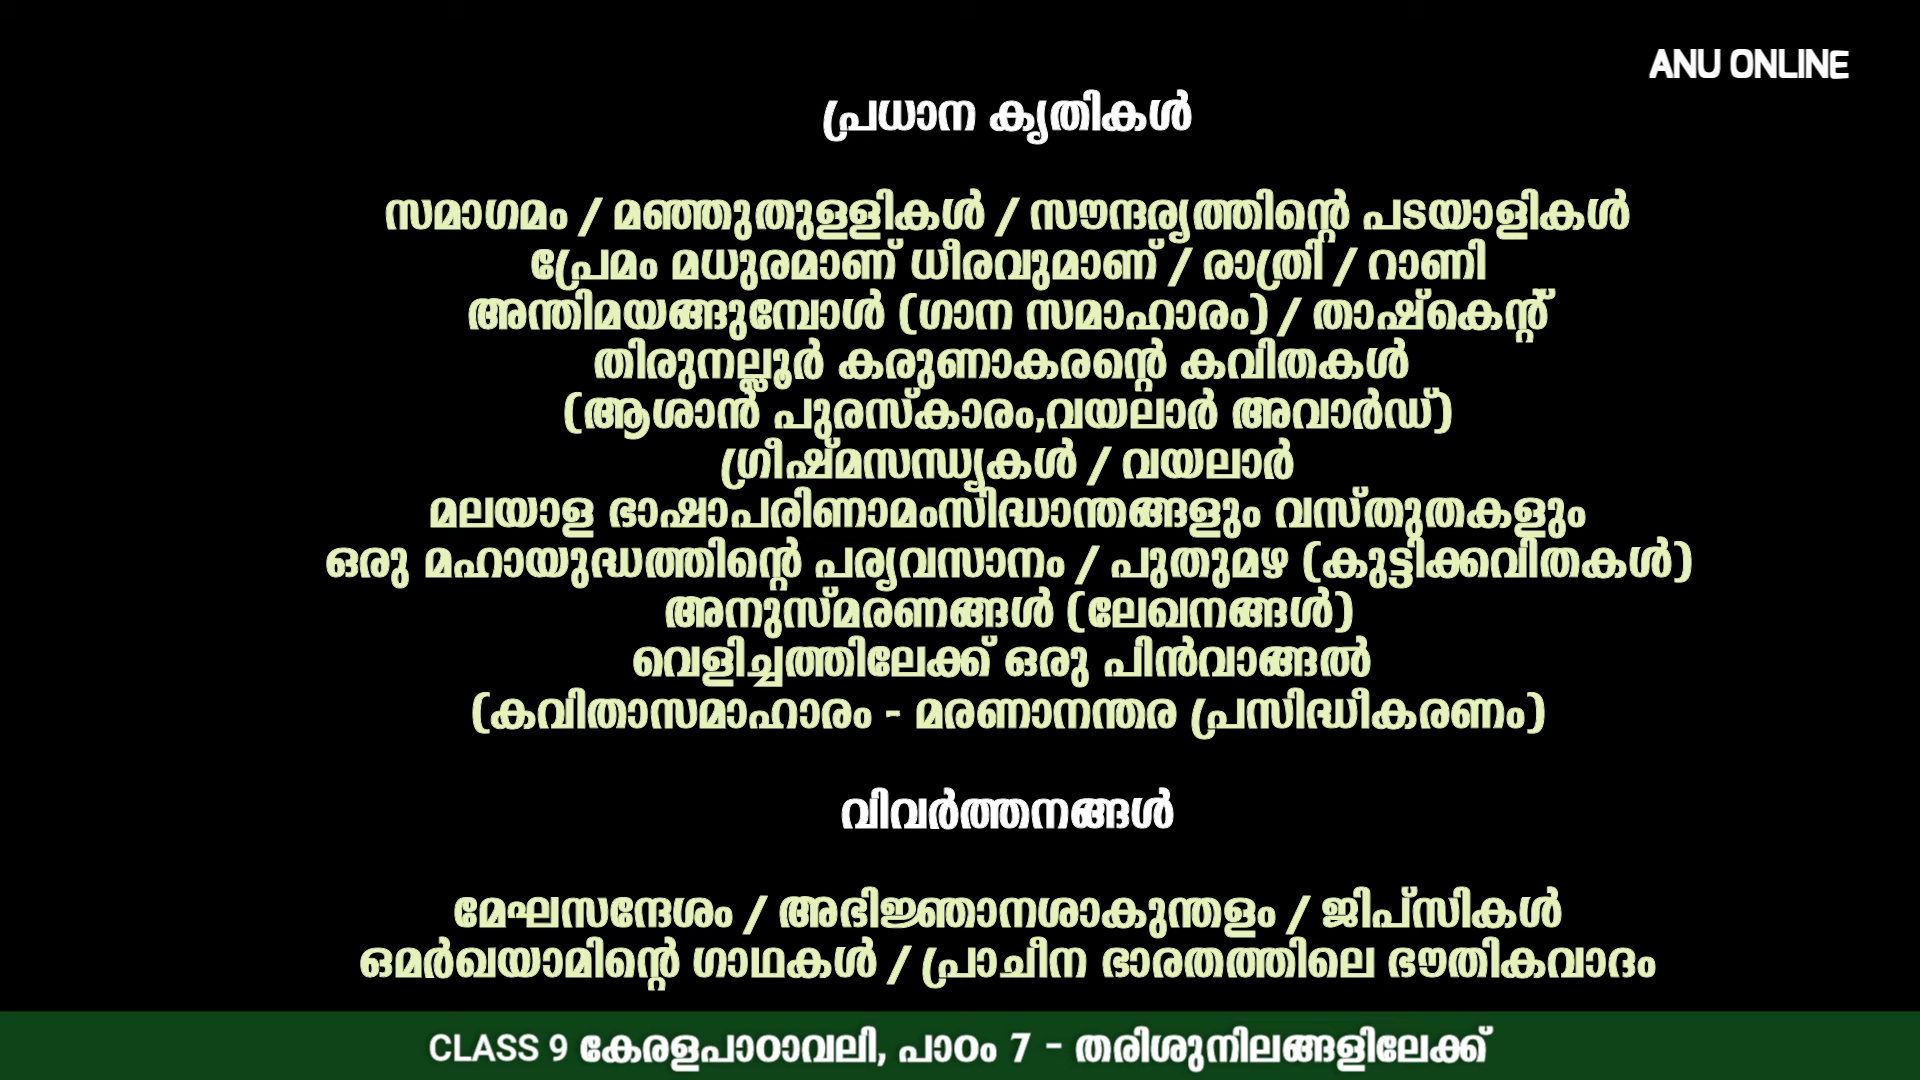 ANU ONLINE
പ്രധാന കൃതികൾ
സമാഗമം / മഞ്ഞുതുള്ളികൾ / സൗന്ദര്യത്തിന്റെ പടയാളികൾ
പ്രേമം മധുരമാണ് ധീരവുമാണ് / രാത്രി / റാണി
അന്തിമയങ്ങുമ്പോൾ (ഗാന സമാഹാരം) / താഷ്കെന്റ്
തിരുനല്ലൂർ കരുണാകരന്റെ കവിതകൾ
(ആശാൻ പുരസ്കാരം,വയലാർ അവാർഡ്)
ഗ്രീഷ്മസന്ധ്യകൾ / വയലാർ
മലയാള ഭാഷാപരിണാമംസിദ്ധാന്തങ്ങളും വസ്തുതകളും
ഒരു മഹായുദ്ധത്തിന്റെ പര്യവസാനം / പുതുമഴ (കുട്ടിക്കവിതകൾ)
അനുസ്മരണങ്ങൾ (ലേഖനങ്ങൾ)
വെളിച്ചത്തിലേക്ക് ഒരു പിൻവാങ്ങൽ
(കവിതാസമാഹാരം - മരണാനന്തര പ്രസിദ്ധീകരണം)
വിവർത്തനങ്ങൾ
മേഘസന്ദേശം / അഭിജ്ഞാനശാകുന്തളം / ജിപ്സികൾ
ഒമർഖയാമിന്റെ ഗാഥകൾ / പ്രാചീന ഭാരതത്തിലെ ഭൗതികവാദം
CLASS 9 കേരളപാഠാവലി, പാഠം 7 - തരിശുനിലങ്ങളിലേക്ക്